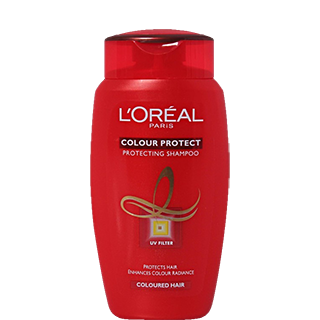 L'ORÉAL
PARIS
COLOUR PROTECT
PROTECTING SHAMPOO
UV FILTER
PROTECTS HAIR
ENHANCES COLOUR RADIANCE
COLOURED HAIR